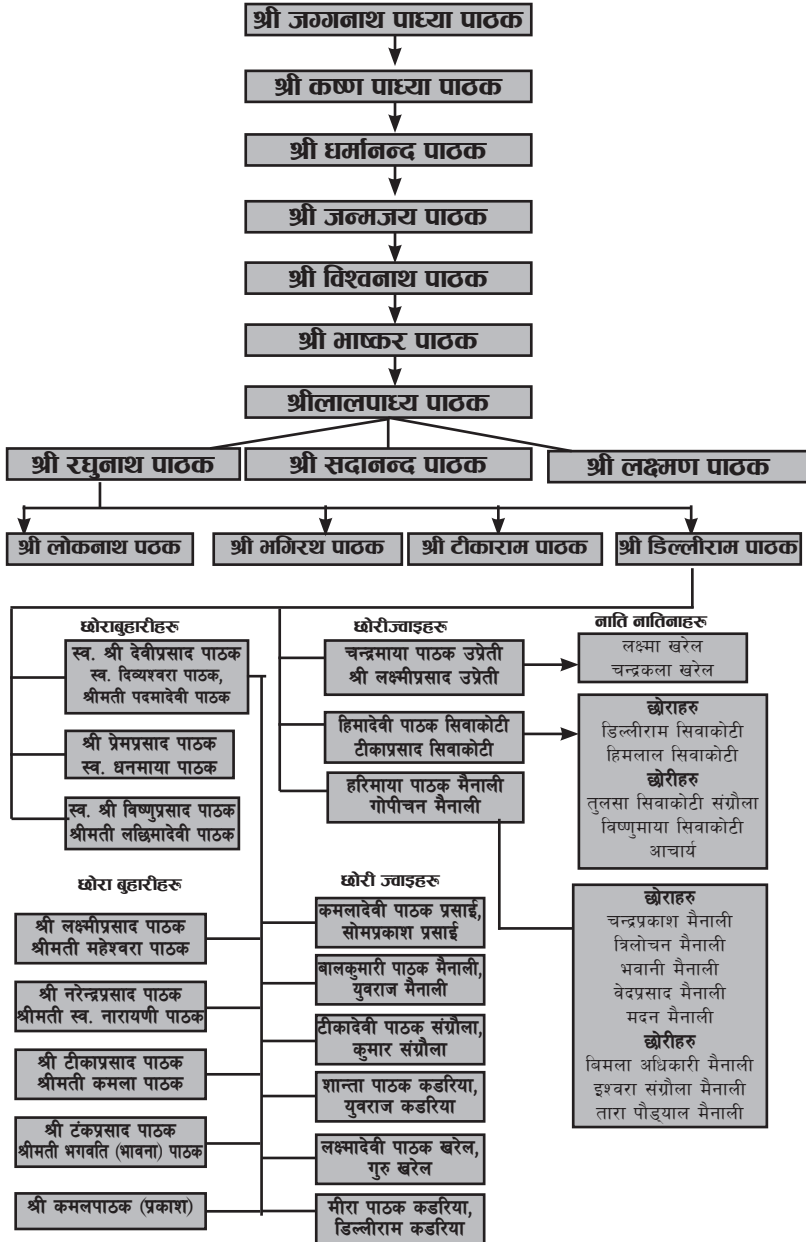 श्री जग्गनाथ पाध्या पाठक
श्री कष्ण पाध्या पाठक
श्री धर्मानन्द पाठक
श्री जन्मजय पाठक
श्री विश्वनाथ पाठक
श्री भाष्कर पाठक
श्रीलालपाध्य पाठक
श्री रघुनाथ पाठक
श्री सदानन्द पाठक
श्री लक्ष्मण पाठक
श्री लोकनाथ पठक
श्री भगिरथ पाठक
श्री टीकाराम पाठक
श्री डिल्लीराम पाठक
छोराबुहारीहरु
स्व. श्री देवीप्रसाद पाठक
स्व. दिव्यश्वरा पाठक,
श्रीमती पदमादेवी पाठक
श्री प्रेमप्रसाद पाठक
स्व. धनमाया पाठक
स्व. श्री विष्णुप्रसाद पाठक
श्रीमती लछिमादेवी पाठक
छोरीज्वाइहरु
चन्द्रमाया पाठक उप्रेती
श्री लक्ष्मीप्रसाद उप्रेती
हिमादेवी पाठक सिवाकोटी
टीकाप्रसाद सिवाकोटी
हरिमाया पाठक मैनाली
गोपीचन मैनाली
नाति नातिनाहरु
लक्ष्मा खरेल
चन्द्रकला खरेल
छोराहरु
डिल्लीराम सिवाकोटी
हिमलाल सिवाकोटी
छोरीहरु
तुलसा सिवाकोटी संग्रौला
विष्णुमाया सिवाकोटी
आचार्य
छोराहरु
चन्द्रप्रकाश मैनाली
त्रिलोचन मैनाली
भवानी मैनाली
वेदप्रसाद मैनाली
मदन मैनाली
छोरीहरु
बिमला अधिकारी मैनाली
इश्वरा संग्रौला मैनाली
तारा पौड्याल मैनाली
छोरा बुहारीहरु
श्री लक्ष्मीप्रसाद पाठक
श्रीमती महेश्वरा पाठक
श्री नरेन्द्रप्रसाद पाठक
श्रीमती स्व. नारायणी पाठक
श्री टीकाप्रसाद पाठक
श्रीमती कमला पाठक
श्री टंकप्रसाद पाठक
श्रीमती भगवति (भावना) पाठक
श्री कमलपाठक (प्रकाश)
छोरी ज्वाइहरु
कमलादेवी पाठक प्रसाई,
सोमप्रकाश प्रसाई
बालकुमारी पाठक मैनाली,
युवराज मैनाली
टीकादेवी पाठक संग्रौला,
कुमार संग्रौला
शान्ता पाठक कडरिया,
युवराज कडरिया
लक्ष्मादेवी पाठक खरेल,
गुरु खरेल
मीरा पाठक कडरिया,
डिल्लीराम कडरिया